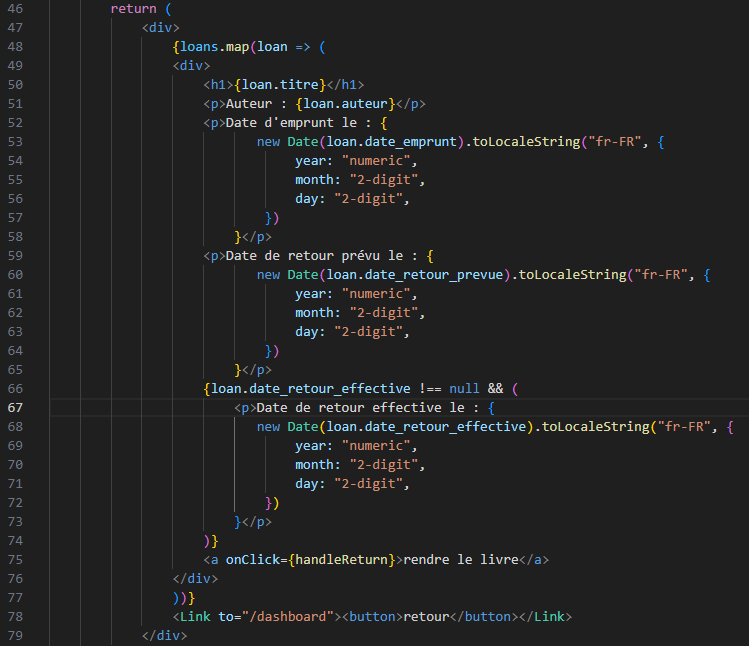 46 return (
47 <div>
48 {loans.map(loan => (
49 <div>
50 <h1>{loan.titre}</h1>
51 <p>Auteur : {loan.auteur}</p>
52 <p>Date d'emprunt le : {
53 new Date(loan.date_emprunt).toLocaleString("fr-FR", {
54 year: "numeric",
55 month: "2-digit",
56 day: "2-digit",
57 })
58 }</p>
59 <p>Date de retour prévu le : {
60 new Date(loan.date_retour_prevue).toLocaleString("fr-FR", {
61 year: "numeric",
62 month: "2-digit",
63 day: "2-digit",
64 })
65 }</p>
66 {loan.date_retour_effective !== null && (
67 <p>Date de retour effective le : {
68 new Date(loan.date_retour_effective).toLocaleString("fr-FR", {
69 year: "numeric",
70 month: "2-digit",
71 day: "2-digit",
72 })
73 }</p>
74 )}
75 <a onClick={handleReturn}>rendre le livre</a>
76 </div>
77 ))}
78 <Link to="/dashboard"><button>retour</button></Link>
79 </div>